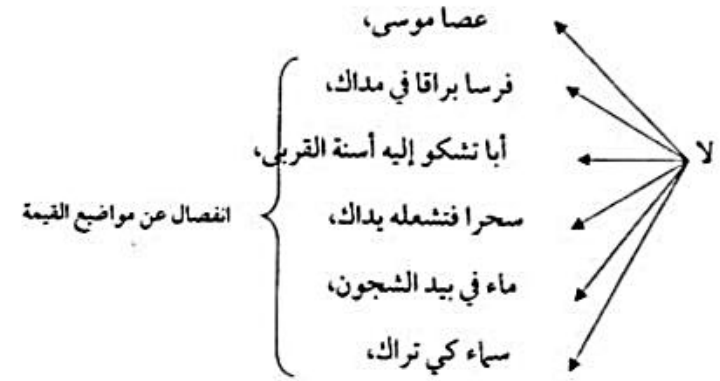 لا
عصا موسى،
فرسا براقا في مداك،
أبا تشكو إليه أسنة القربى،
سحرا فتشعله يداك،
ماء في بيد الشجون،
سماء كي تراك،
انفصال عن مواضيع القيمة